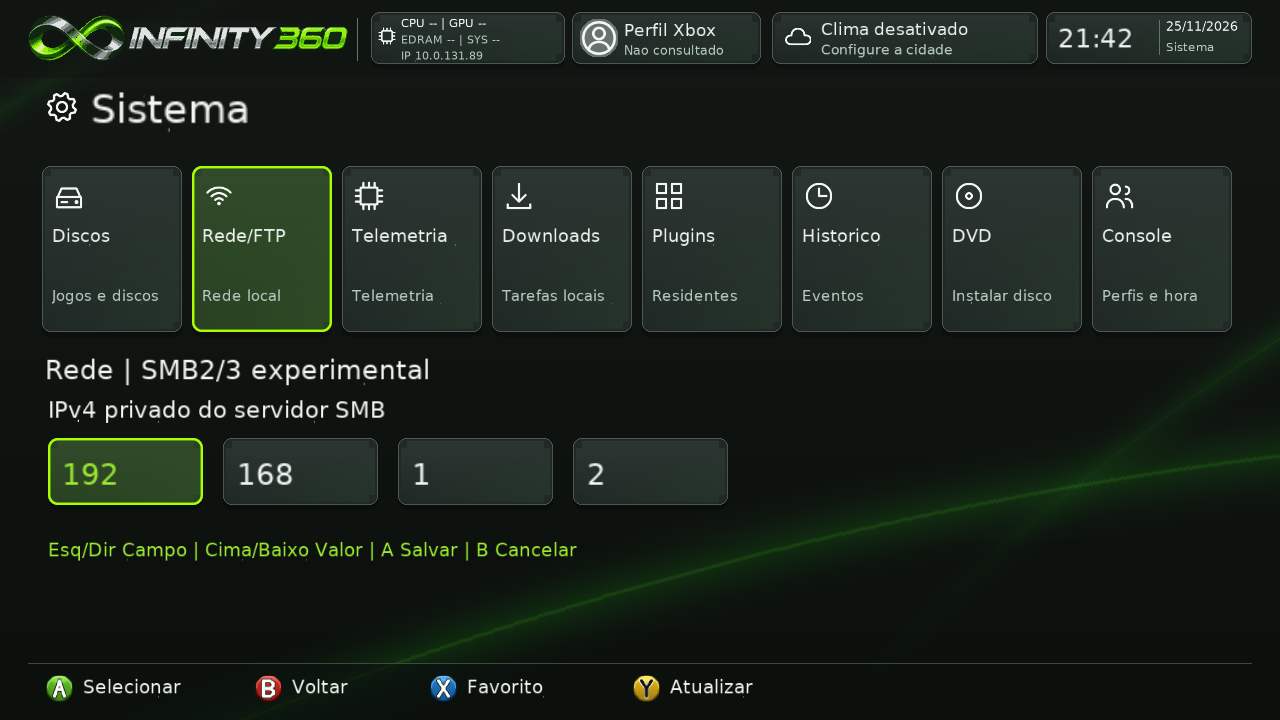 INFINITY 360
CPU -- | GPU --
EDRAM -- | SYS --
IP 10.0.131.89
Perfil Xbox
Nao consultado
Clima desativado
Configure a cidade
21:42
25/11/2026
Sistema
Sistema
Discos
Jogos e discos
Rede/FTP
Rede local
Telemetria
Telemetria
Downloads
Tarefas locais
Plugins
Residentes
Historico
Eventos
DVD
Instalar disco
Console
Perfis e hora
Rede | SMB2/3 experimental
IPv4 privado do servidor SMB
192 168 1 2
Esq/Dir Campo | Cima/Baixo Valor | A Salvar | B Cancelar
A Selecionar B Voltar X Favorito Y Atualizar